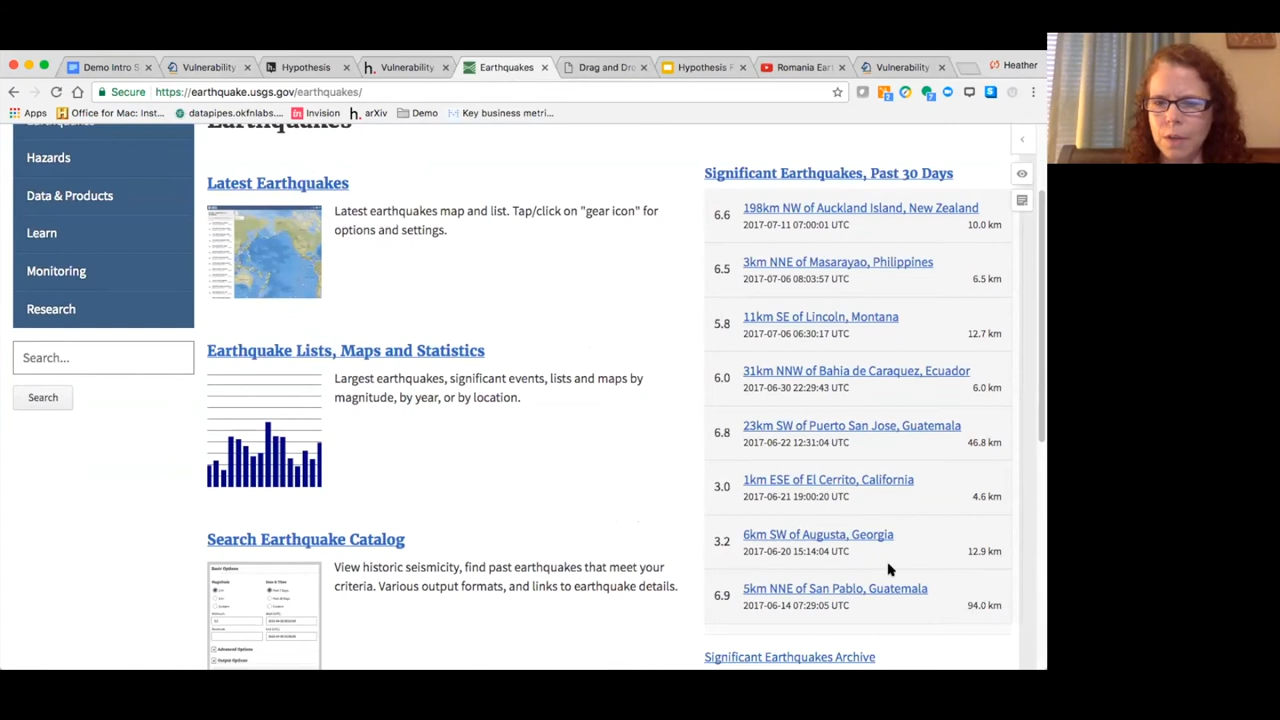 Demo Intro S
Vulnerability
Hypothesis
Vulnerability
Earthquakes
Drag and Dro
Hypothesis F
Romania Ear
Vulnerability
Heather
Secure
https://earthquake.usgs.gov/earthquakes/
Apps
Office for Mac: Inst...
datapipes.okfnlabs....
Invision
arXiv
Demo
Key business metri...
Earthquakes
Hazards
Data & Products
Learn
Monitoring
Research
Search...
Search
Latest Earthquakes
Latest earthquakes map and list. Tap/click on "gear icon" for
options and settings.
Earthquake Lists, Maps and Statistics
Largest earthquakes, significant events, lists and maps by
magnitude, by year, or by location.
Search Earthquake Catalog
View historic seismicity, find past earthquakes that meet your
criteria. Various output formats, and links to earthquake details.
Basic Options
Advanced Options
Output Options
Significant Earthquakes, Past 30 Days
6.6
198km NW of Auckland Island, New Zealand
2017-07-11 07:00:01 UTC
10.0 km
6.5
3km NNE of Masarayao, Philippines
2017-07-06 08:03:57 UTC
6.5 km
5.8
11km SE of Lincoln, Montana
2017-07-06 06:30:17 UTC
12.7 km
6.0
31km NNW of Bahia de Caraquez, Ecuador
2017-06-30 22:29:43 UTC
6.0 km
6.8
23km SW of Puerto San Jose, Guatemala
2017-06-22 12:31:04 UTC
46.8 km
3.0
1km ESE of El Cerrito, California
2017-06-21 19:00:20 UTC
4.6 km
3.2
6km SW of Augusta, Georgia
2017-06-20 15:14:04 UTC
12.9 km
6.9
5km NNE of San Pablo, Guatemala
2017-06-14 07:29:05 UTC
94.0 km
Significant Earthquakes Archive